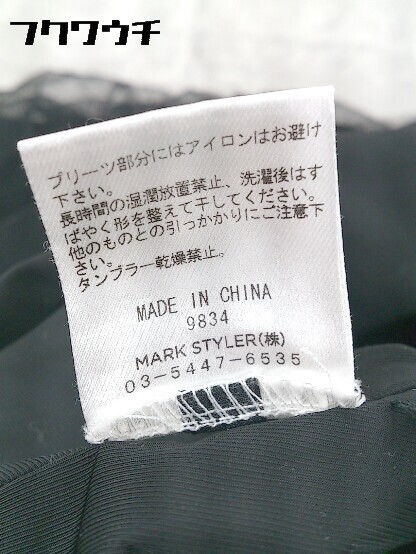 フクワウチ
プリーツ部分にはアイロンはお避け
下さい。
長時間の湿潤放置禁止、洗濯後はす
ばやく形を整えて干してください。
他のものとの引っかかりにご注意下
さい。
タンブラー乾燥禁止。
MADE IN CHINA
9834
MARK STYLER(株)
03-5447-6535